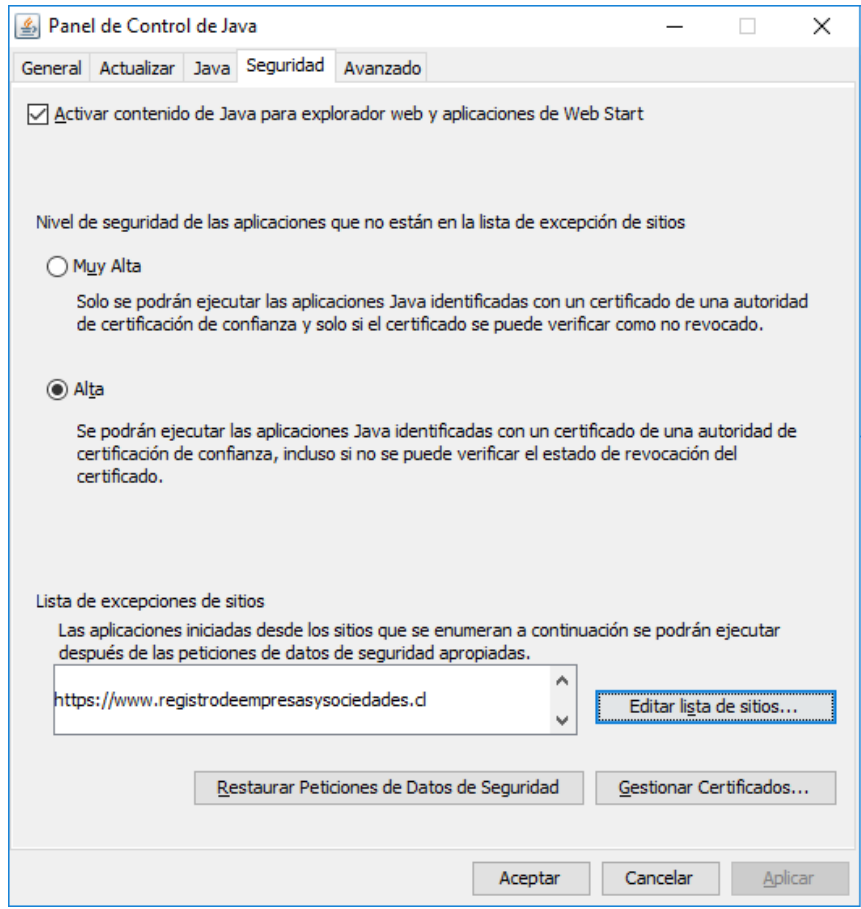 Panel de Control de Java
General Actualizar Java Seguridad Avanzado
Activar contenido de Java para explorador web y aplicaciones de Web Start
Nivel de seguridad de las aplicaciones que no están en la lista de excepción de sitios
Muy Alta
Solo se podrán ejecutar las aplicaciones Java identificadas con un certificado de una autoridad
de certificación de confianza y solo si el certificado se puede verificar como no revocado.
Alta
Se podrán ejecutar las aplicaciones Java identificadas con un certificado de una autoridad de
certificación de confianza, incluso si no se puede verificar el estado de revocación del
certificado.
Lista de excepciones de sitios
Las aplicaciones iniciadas desde los sitios que se enumeran a continuación se podrán ejecutar
después de las peticiones de datos de seguridad apropiadas.
https://www.registrodeempresasysociedades.cl
Editar lista de sitios...
Restaurar Peticiones de Datos de Seguridad Gestionar Certificados...
Aceptar Cancelar Aplicar